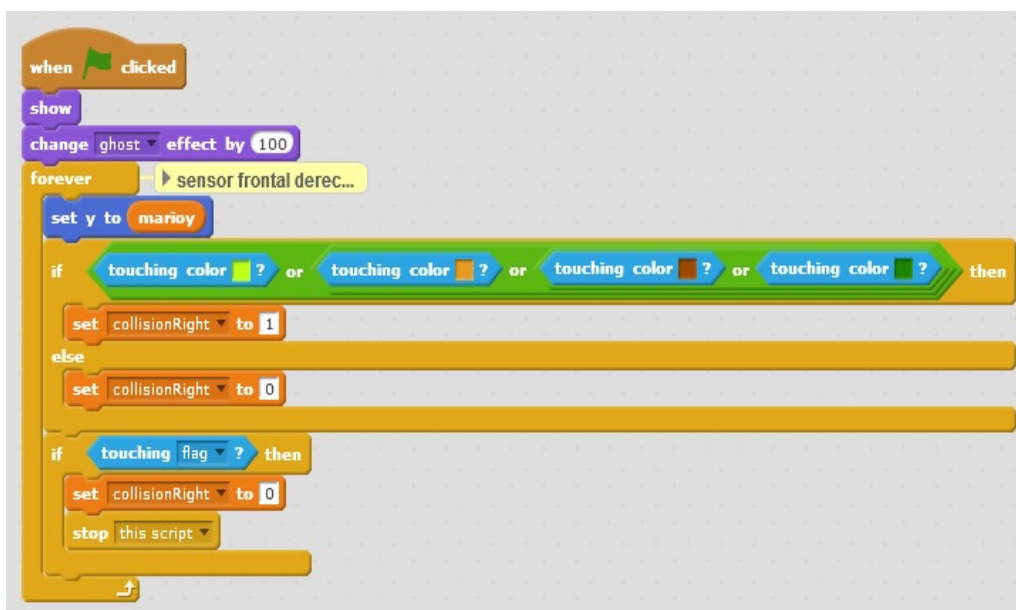 when clicked
show
change ghost effect by 100
forever sensor frontal derec...
set y to marioy
if touching color ? or touching color ? or touching color ? or touching color ? then
set collisionRight to 1
else
set collisionRight to 0
if touching flag ? then
set collisionRight to 0
stop this script